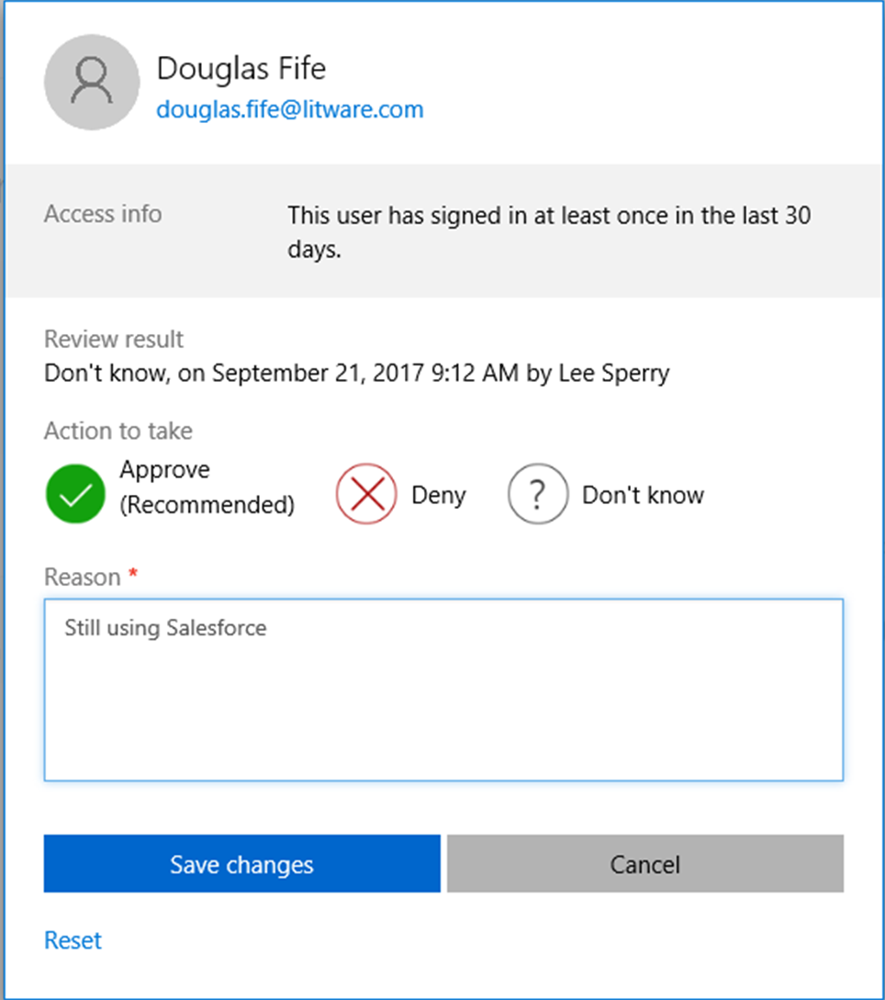 Douglas Fife
douglas.fife@litware.com
Access info
This user has signed in at least once in the last 30
days.
Review result
Don't know, on September 21, 2017 9:12 AM by Lee Sperry
Action to take
Approve
(Recommended)
Deny
?
Don't know
Reason *
Still using Salesforce
Save changes
Cancel
Reset